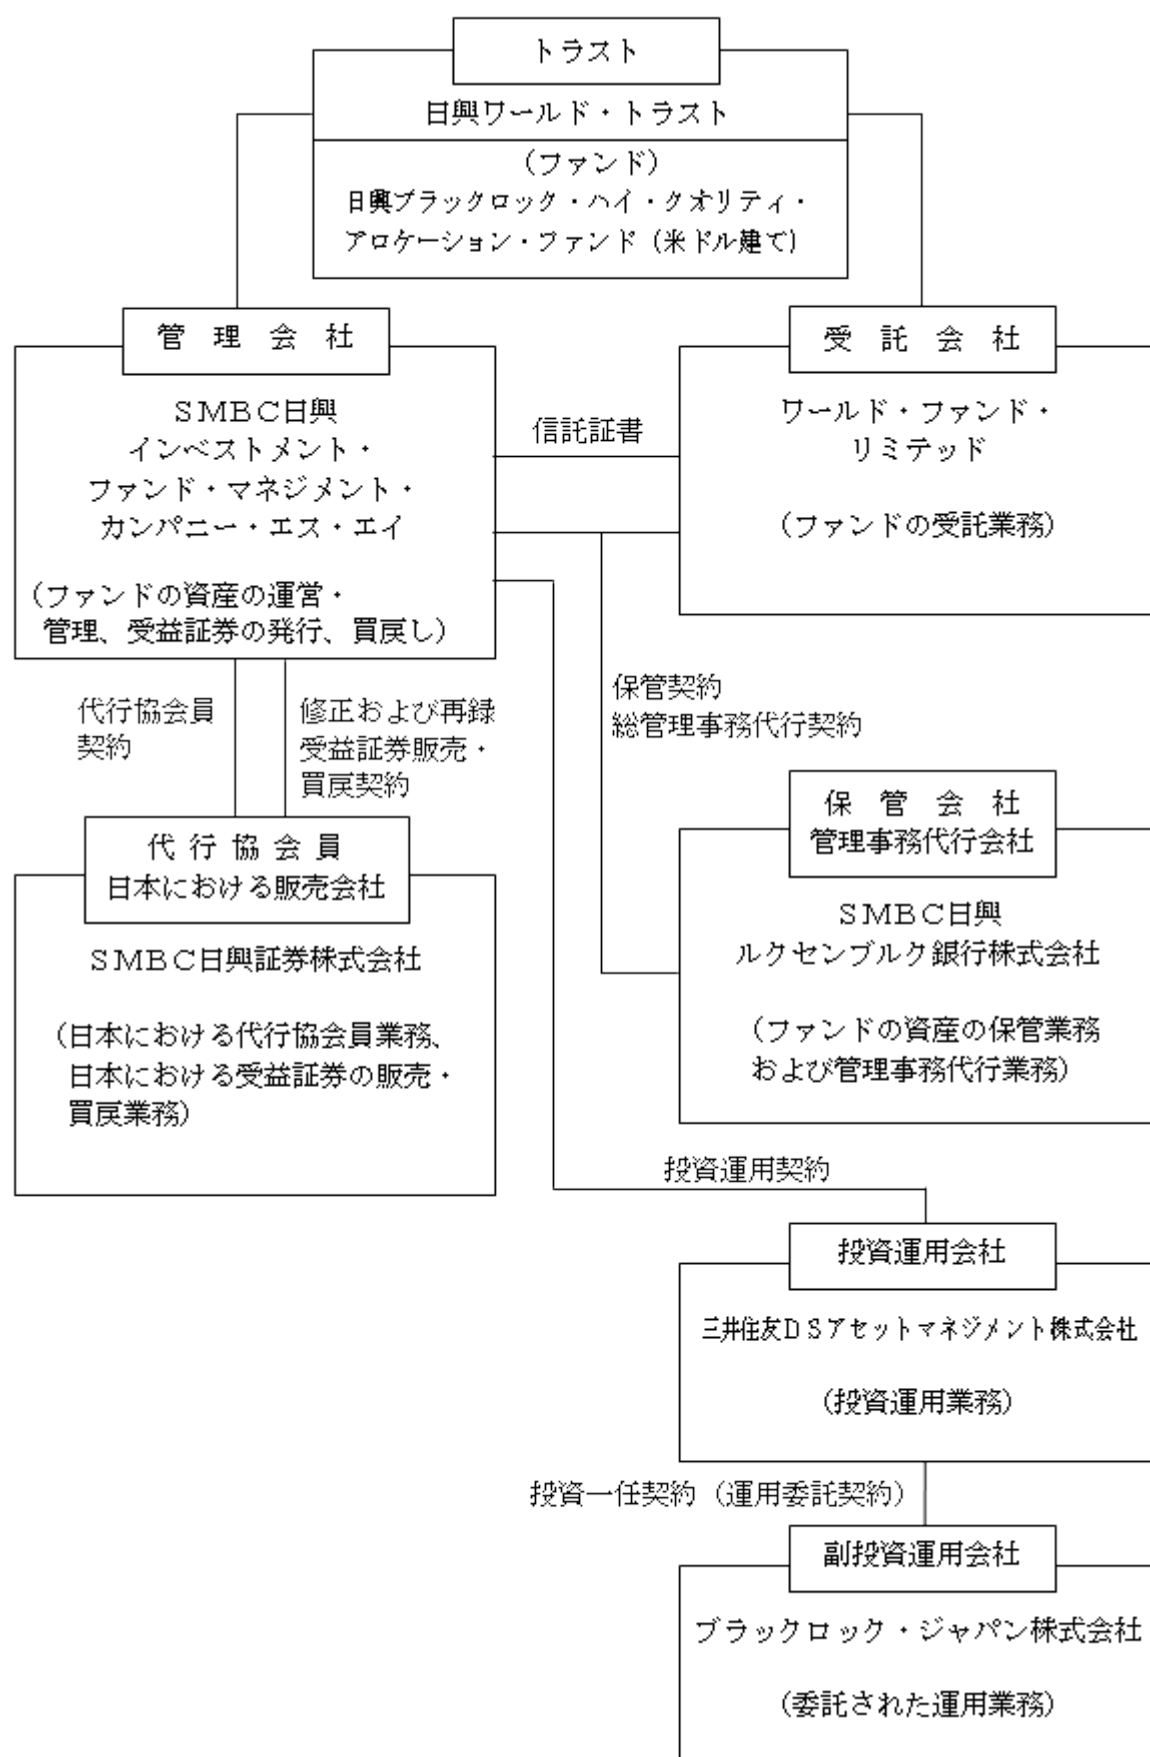 トラスト
日興ワールド・トラスト
（ファンド）
日興ブラックロック・ハイ・クオリティ・
アロケーション・ファンド（米ドル建て）
管理会社
ＳＭＢＣ日興
インベストメント・
ファンド・マネジメント・
カンパニー・エス・エイ
（ファンドの資産の運営・
管理、受益証券の発行、買戻し）
信託証書
受託会社
ワールド・ファンド・
リミテッド
（ファンドの受託業務）
代行協会員
契約
修正および再録
受益証券販売・
買戻契約
保管契約
総管理事務代行契約
代行協会員
日本における販売会社
ＳＭＢＣ日興証券株式会社
（日本における代行協会員業務、
日本における受益証券の販売・
買戻業務）
保管会社
管理事務代行会社
ＳＭＢＣ日興
ルクセンブルク銀行株式会社
（ファンドの資産の保管業務
および管理事務代行業務）
投資運用契約
投資運用会社
三井住友ＤＳアセットマネジメント株式会社
（投資運用業務）
投資一任契約（運用委託契約）
副投資運用会社
ブラックロック・ジャパン株式会社
（委託された運用業務）